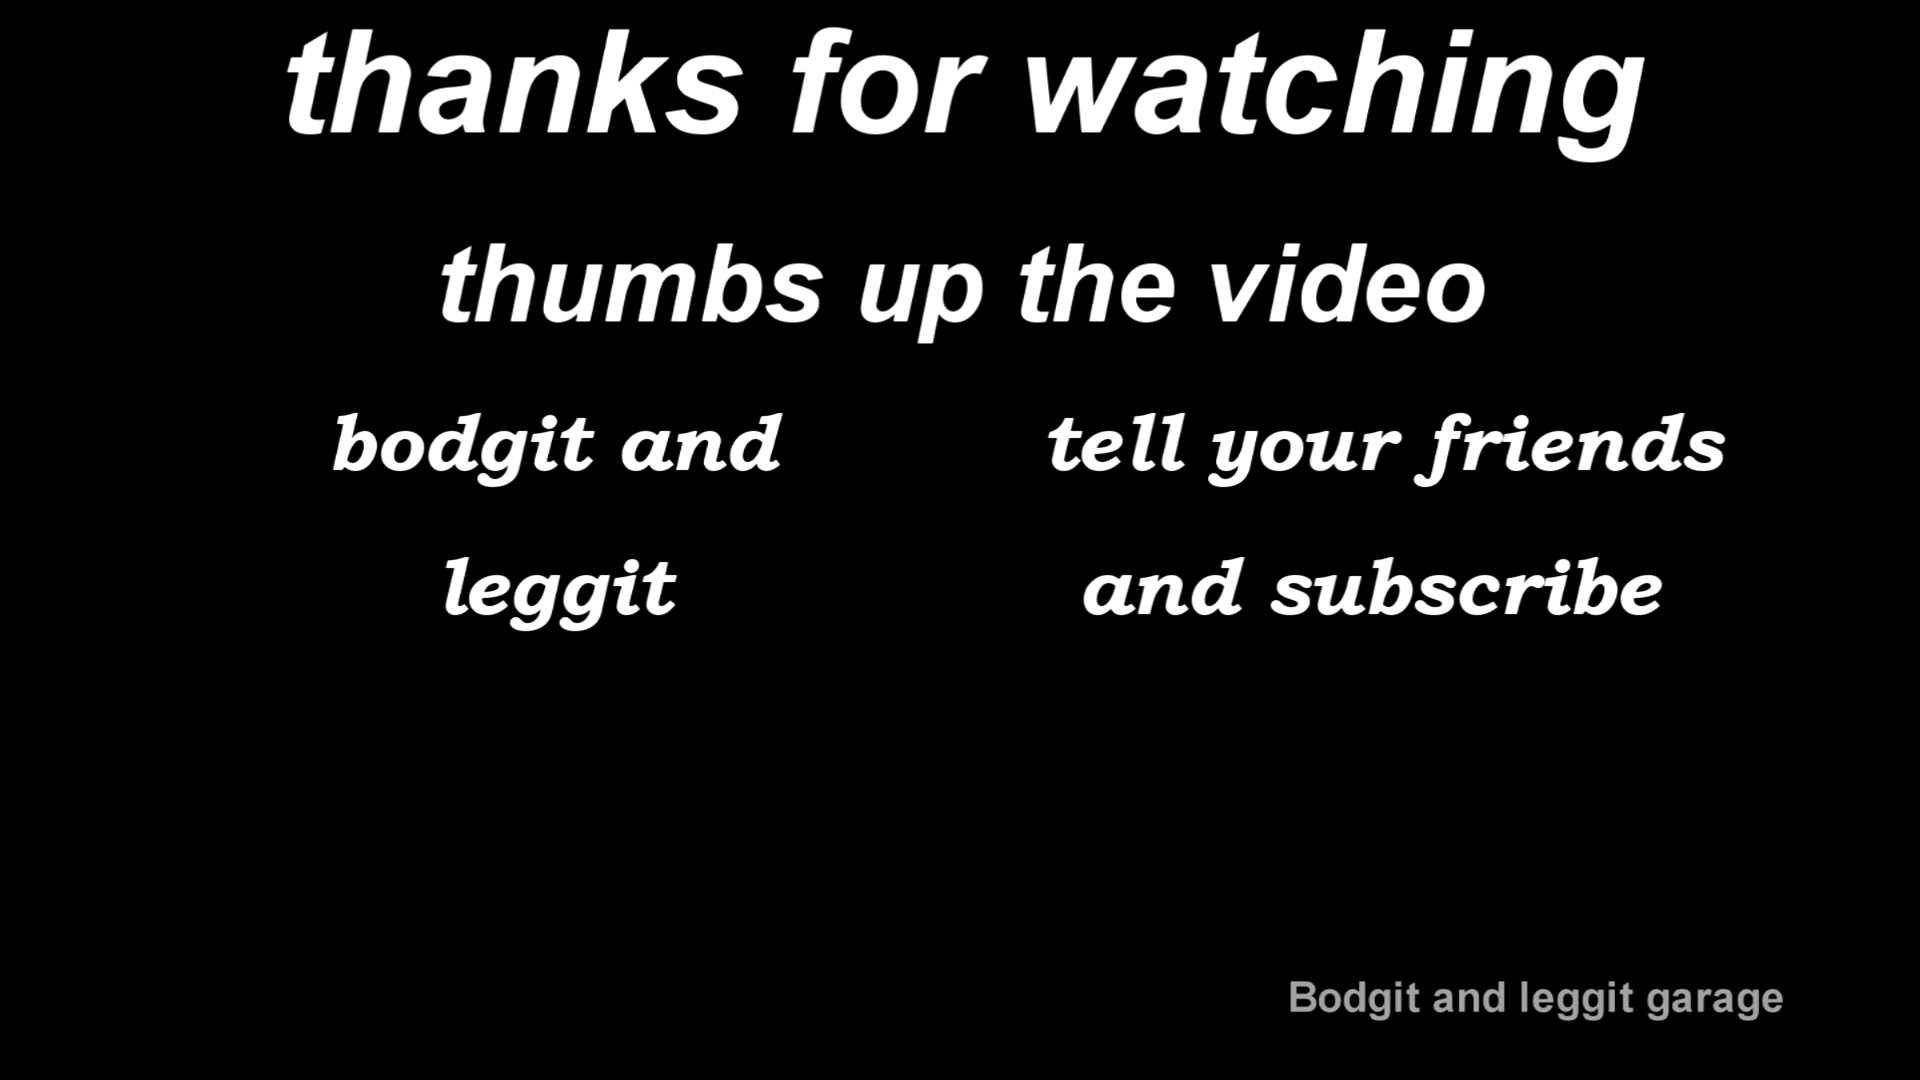 thanks for watching
thumbs up the video
bodgit and
leggit
tell your friends
and subscribe
Bodgit and leggit garage